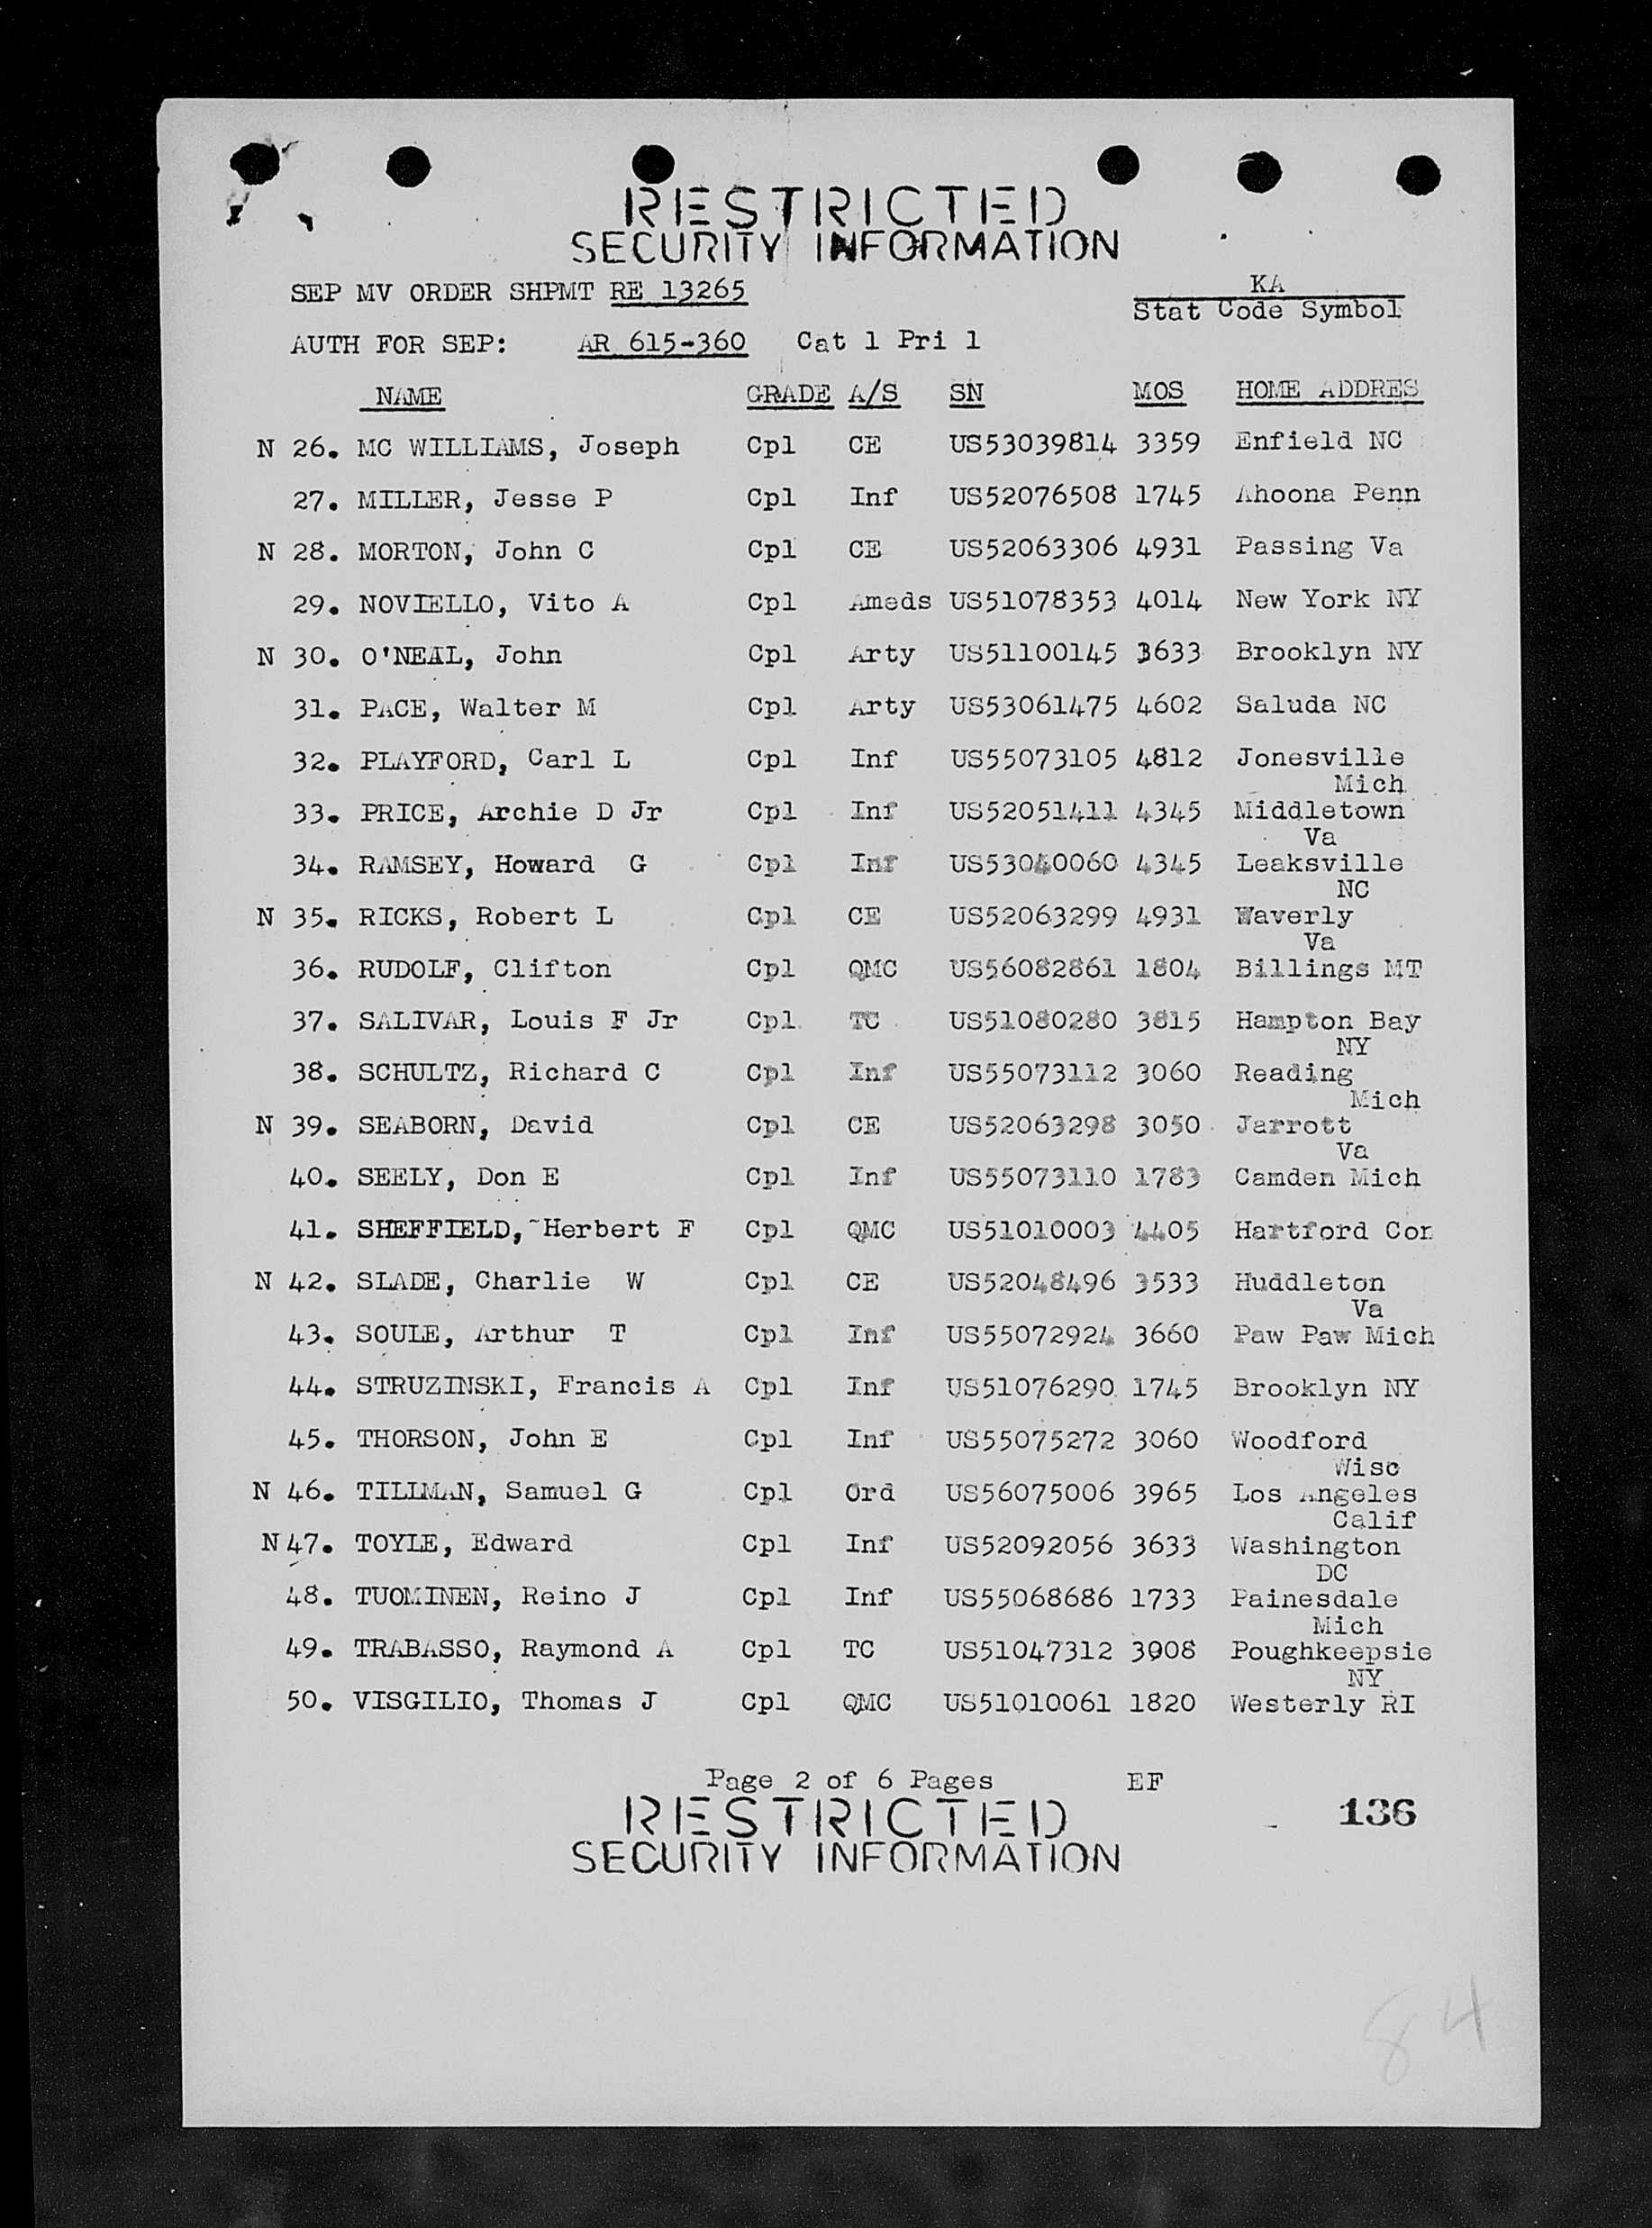 RESTRICTED
SECURITY INFORMATION
SEP MV ORDER SHPMT RE 13265 KA
Stat Code Symbol
AUTH FOR SEP: AR 615-360 Cat 1 Pri 1
NAME GRADE A/S SN MOS HOME ADDRES
N 26. MC WILLIAMS, Joseph Cpl CE US53039814 3359 Enfield NC
27. MILLER, Jesse P Cpl Inf US52076508 1745 Ahoona Penn
N 28. MORTON, John C Cpl CE US52063306 4931 Passing Va
29. NOVIELLO, Vito A Cpl Ameds US51078353 4014 New York NY
N 30. O'NEAL, John Cpl Arty US51100145 3633 Brooklyn NY
31. PACE, Walter M Cpl Arty US53061475 4602 Saluda NC
32. PLAYFORD, Carl L Cpl Inf US55073105 4812 Jonesville
Mich
33. PRICE, Archie D Jr Cpl Inf US52051411 4345 Middletown
Va
34. RAMSEY, Howard G Cpl Inf US53040060 4345 Leaksville
NC
N 35. RICKS, Robert L Cpl CE US52063299 4931 Waverly
Va
36. RUDOLF, Clifton Cpl QMC US56082861 1804 Billings MT
37. SALIVAR, Louis F Jr Cpl TC US51080280 3815 Hampton Bay
NY
38. SCHULTZ, Richard C Cpl Inf US55073112 3060 Reading
Mich
N 39. SEABORN, David Cpl CE US52063298 3050 Jarrott
Va
40. SEELY, Don E Cpl Inf US55073110 1783 Camden Mich
41. SHEFFIELD, Herbert F Cpl QMC US51010003 4405 Hartford Con
N 42. SLADE, Charlie W Cpl CE US52048496 3533 Huddleton
Va
43. SOULE, Arthur T Cpl Inf US55072924 3660 Paw Paw Mich
44. STRUZINSKI, Francis A Cpl Inf US51076290 1745 Brooklyn NY
45. THORSON, John E Cpl Inf US55075272 3060 Woodford
Wisc
N 46. TILLMAN, Samuel G Cpl Ord US56075006 3965 Los Angeles
Calif
N 47. TOYLE, Edward Cpl Inf US52092056 3633 Washington
DC
48. TUOMINEN, Reino J Cpl Inf US55068686 1733 Painesdale
Mich
49. TRABASSO, Raymond A Cpl TC US51047312 3908 Poughkeepsie
NY
50. VISGILIO, Thomas J Cpl QMC US51010061 1820 Westerly RI
Page 2 of 6 Pages EF
RESTRICTED
SECURITY INFORMATION
136
84